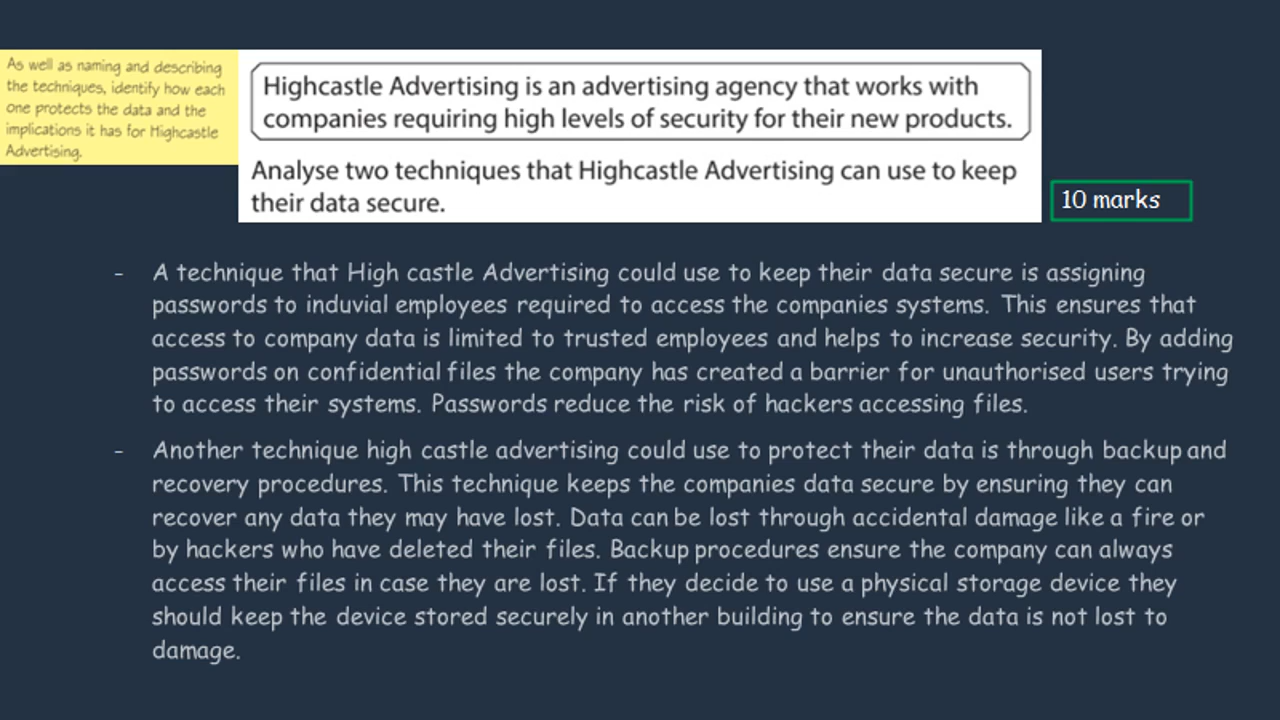 As well as naming and describing
the techniques, identify how each
one protects the data and the
implications it has for Highcastle
Advertising.
Highcastle Advertising is an advertising agency that works with
companies requiring high levels of security for their new products.
Analyse two techniques that Highcastle Advertising can use to keep
their data secure.
10 marks
- A technique that High castle Advertising could use to keep their data secure is assigning
passwords to induvial employees required to access the companies systems. This ensures that
access to company data is limited to trusted employees and helps to increase security. By adding
passwords on confidential files the company has created a barrier for unauthorised users trying
to access their systems. Passwords reduce the risk of hackers accessing files.
- Another technique high castle advertising could use to protect their data is through backup and
recovery procedures. This technique keeps the companies data secure by ensuring they can
recover any data they may have lost. Data can be lost through accidental damage like a fire or
by hackers who have deleted their files. Backup procedures ensure the company can always
access their files in case they are lost. If they decide to use a physical storage device they
should keep the device stored securely in another building to ensure the data is not lost to
damage.